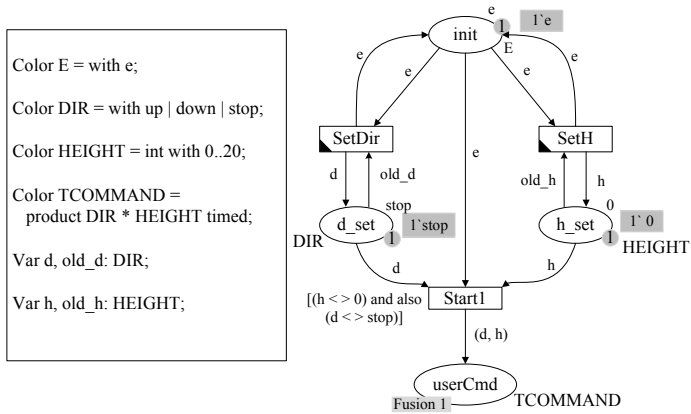 Color E = with e;
Color DIR = with up | down | stop;
Color HEIGHT = int with 0..20;
Color TCOMMAND =
product DIR * HEIGHT timed;
Var d, old_d: DIR;
Var h, old_h: HEIGHT;
e
init
1
1`e
E
e
e
e
e
e
SetDir
SetH
d
old_d
old_h
h
stop
d_set
1
1`stop
DIR
0
h_set
1
1` 0
HEIGHT
d
h
[(h < > 0) and also
(d < > stop)]
Start1
(d, h)
userCmd
Fusion 1
TCOMMAND